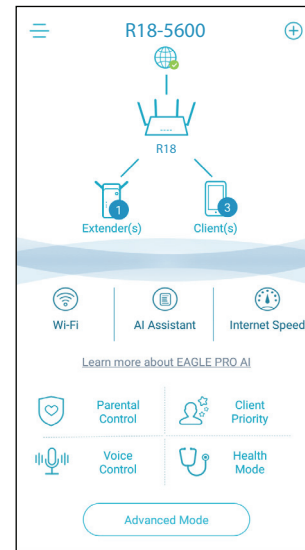 R18-5600
R18
1
3
Extender(s)
Client(s)
Wi-Fi
AI Assistant
Internet Speed
Learn more about EAGLE PRO AI
Parental
Control
Client
Priority
Voice
Control
Health
Mode
Advanced Mode